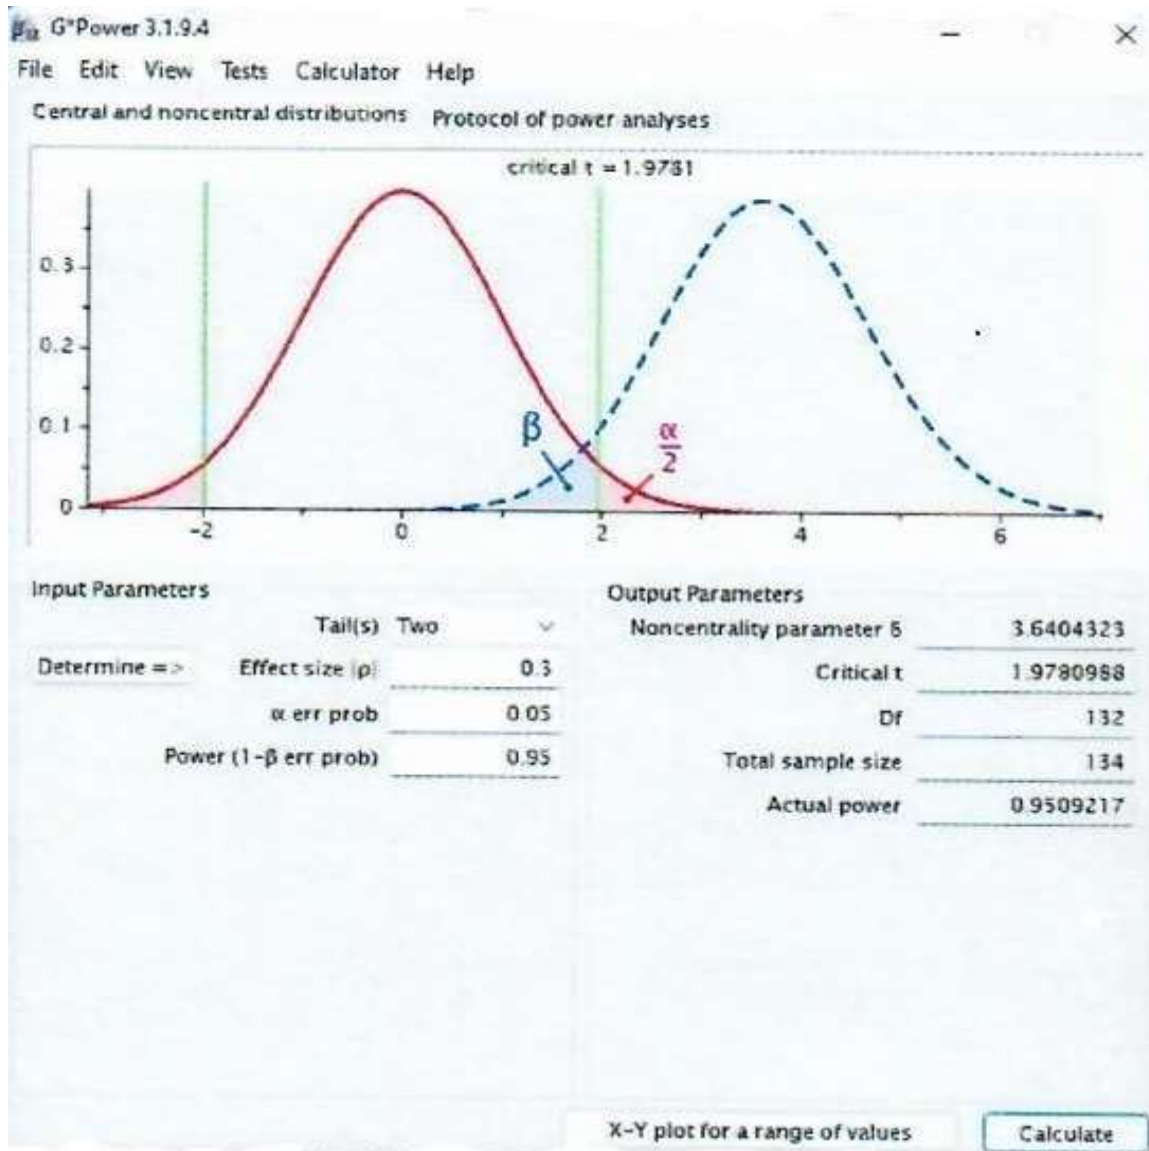 G*Power 3.1.9.4
File Edit View Tests Calculator Help
Central and noncentral distributions Protocol of power analyses
critical t = 1.9781
0.3
0.2
0.1
0
β
α
2
-2 0 2 4 6
Input Parameters
Tail(s) Two
Determine => Effect size |ρ| 0.3
α err prob 0.05
Power (1-β err prob) 0.95
Output Parameters
Noncentrality parameter δ 3.6404323
Critical t 1.9780988
Df 132
Total sample size 134
Actual power 0.9509217
X-Y plot for a range of values Calculate